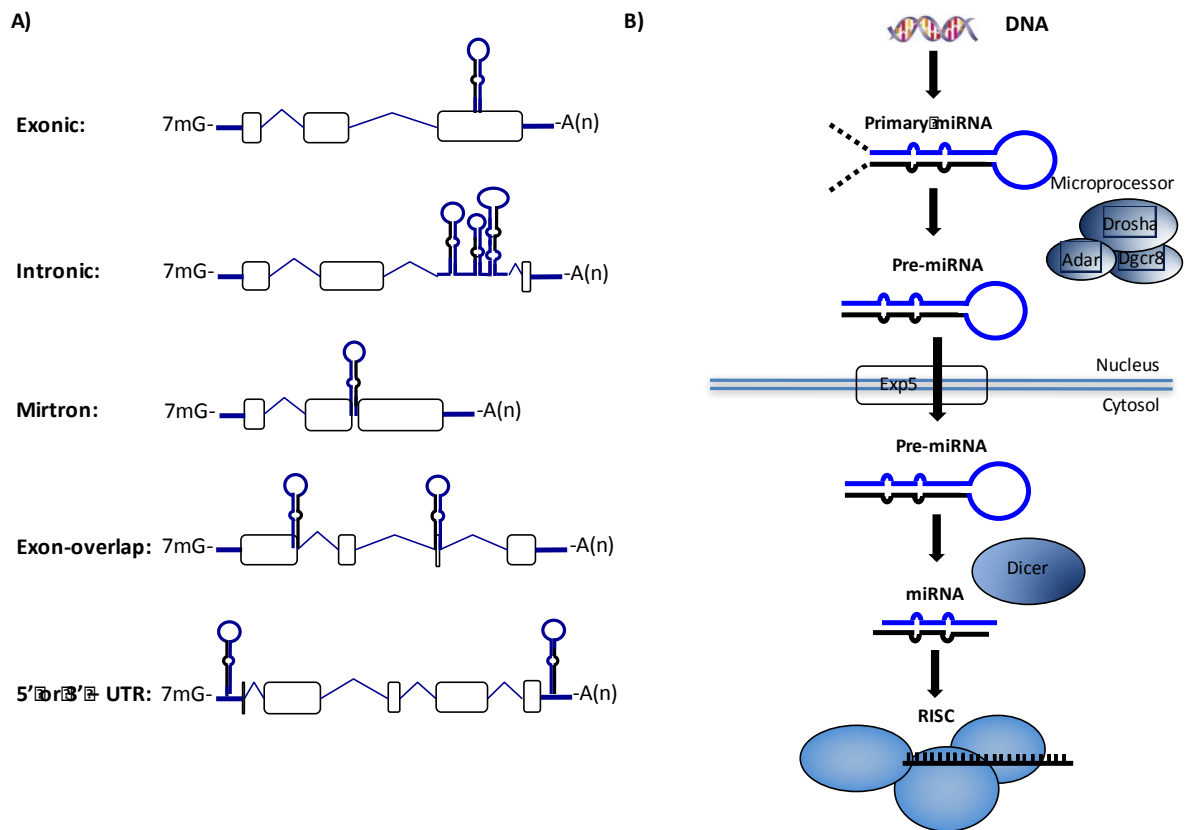 A)
Exonic: 7mG- -A(n)
Intronic: 7mG- -A(n)
Mirtron: 7mG- -A(n)
Exon-overlap: 7mG- -A(n)
5’ or 3’ - UTR: 7mG- -A(n)
B)
DNA
Primary miRNA
Microprocessor
Drosha
Adar Dgcr8
Pre-miRNA
Nucleus
Exp5
Cytosol
Pre-miRNA
Dicer
miRNA
RISC